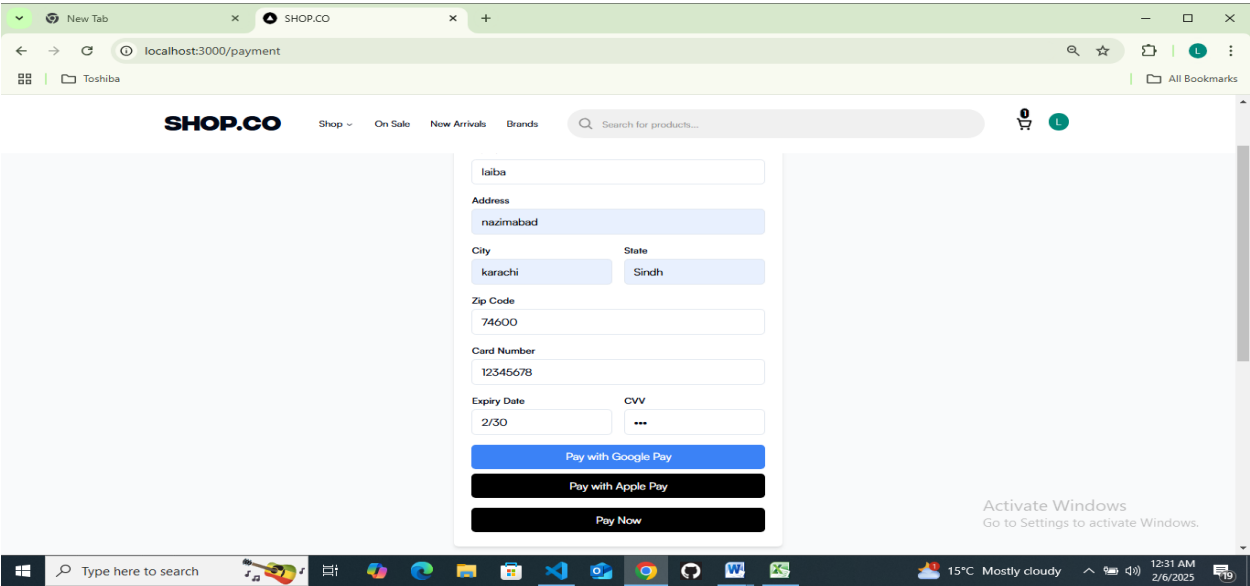 New Tab
SHOP.CO
localhost:3000/payment
L
Toshiba
All Bookmarks
SHOP.CO
Shop
On Sale
New Arrivals
Brands
Search for products...
L
laiba
Address
nazimabad
City
State
karachi
Sindh
Zip Code
74600
Card Number
12345678
Expiry Date
CVV
2/30
•••
Pay with Google Pay
Pay with Apple Pay
Pay Now
Activate Windows
Go to Settings to activate Windows.
Type here to search
15°C Mostly cloudy
12:31 AM
2/6/2025
19